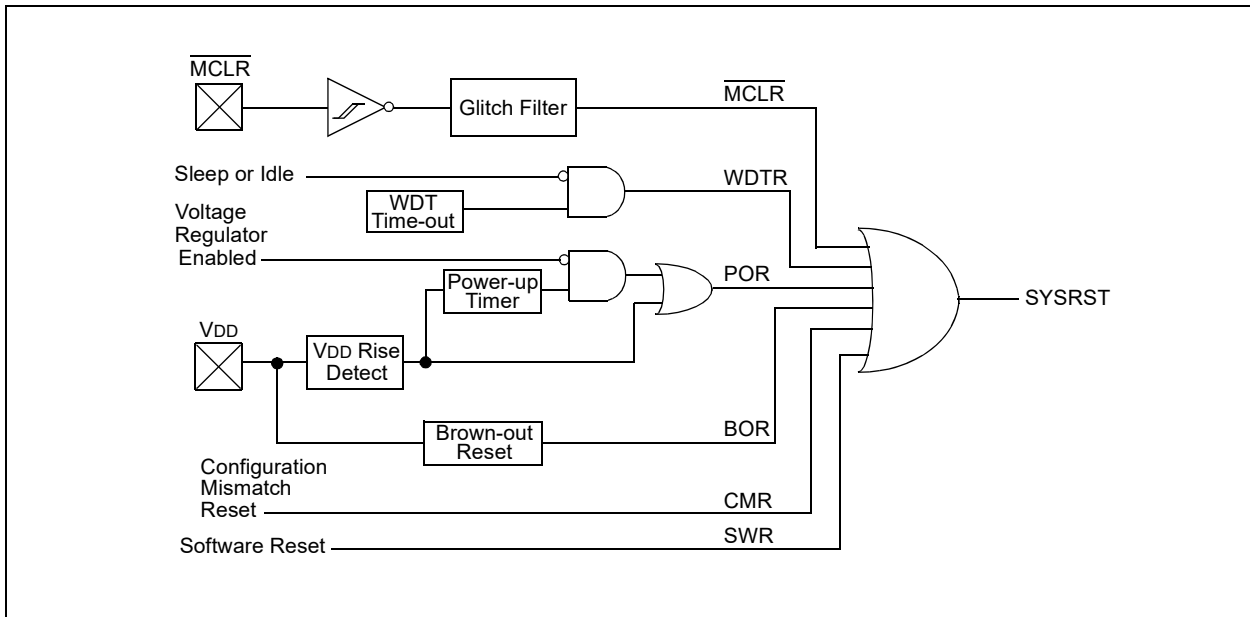 MCLR
Glitch Filter
MCLR
Sleep or Idle
WDTR
WDT
Time-out
Voltage
Regulator
Enabled
Power-up
Timer
POR
SYSRST
VDD
VDD Rise
Detect
Brown-out
Reset
BOR
Configuration
Mismatch
Reset
CMR
Software Reset
SWR